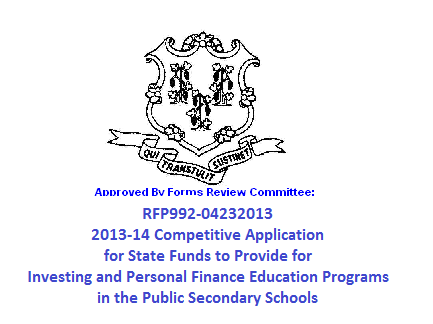 QUI TRANSTULIT SUSTINET
Approved By Forms Review Committee:
RFP992-04232013
2013-14 Competitive Application
for State Funds to Provide for
Investing and Personal Finance Education Programs
in the Public Secondary Schools